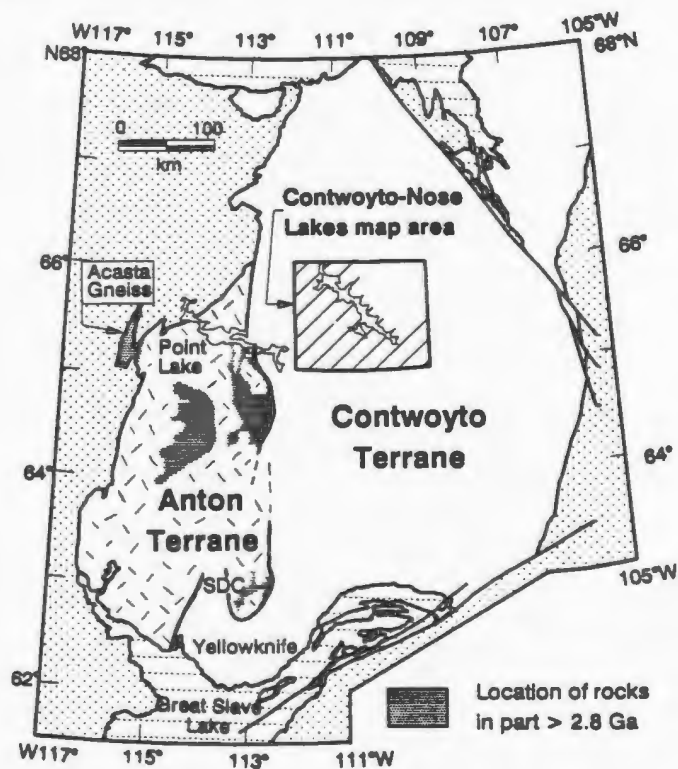 W117° 115° 113° 111° 109° 107° 105°W
N68° 68°N
0 100
km
Contwoyto-Nose
Lakes map area
66° 66°
Acasta
Gneiss
Point
Lake
Contwoyto
Terrane
64° 64°
Anton
Terrane
SDC
105°W
Yellowknife
62°
Great Slave
Lake
Location of rocks
in part > 2.8 Ga
W117° 115° 113° 111°W